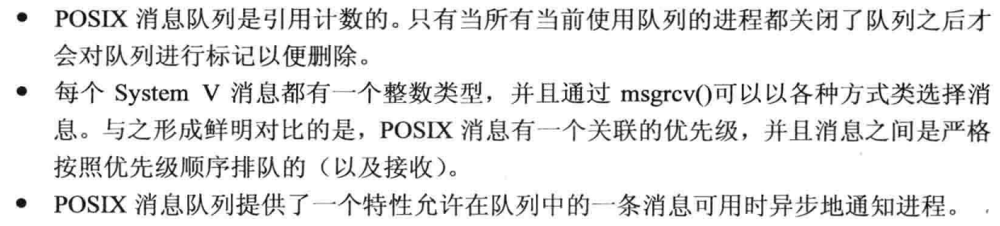 • POSIX 消息队列是引用计数的。只有当所有当前使用队列的进程都关闭了队列之后才
会对队列进行标记以便删除。
• 每个 System V 消息都有一个整数类型，并且通过 msgrcv()可以以各种方式类选择消
息。与之形成鲜明对比的是，POSIX 消息有一个关联的优先级，并且消息之间是严格
按照优先级顺序排队的（以及接收）。
• POSIX 消息队列提供了一个特性允许在队列中的一条消息可用时异步地通知进程。